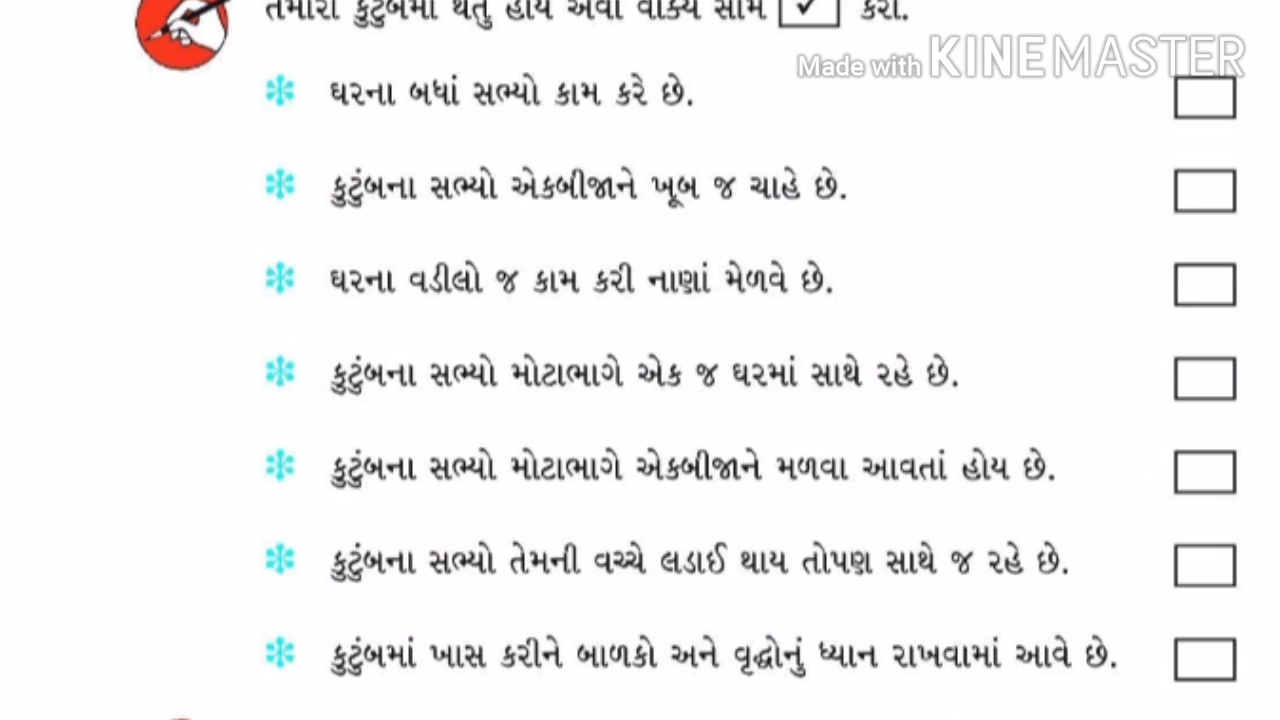 તમારા કુટુંબમાં થતું હોય એવા વાક્ય સામે ✓ કરો.
Made with KINEMASTER
ઘરના બધાં સભ્યો કામ કરે છે.
કુટુંબના સભ્યો એકબીજાને ખૂબ જ ચાહે છે.
ઘરના વડીલો જ કામ કરી નાણાં મેળવે છે.
કુટુંબના સભ્યો મોટાભાગે એક જ ઘરમાં સાથે રહે છે.
કુટુંબના સભ્યો મોટાભાગે એકબીજાને મળવા આવતાં હોય છે.
કુટુંબના સભ્યો તેમની વચ્ચે લડાઈ થાય તોપણ સાથે જ રહે છે.
કુટુંબમાં ખાસ કરીને બાળકો અને વૃદ્ધોનું ધ્યાન રાખવામાં આવે છે.